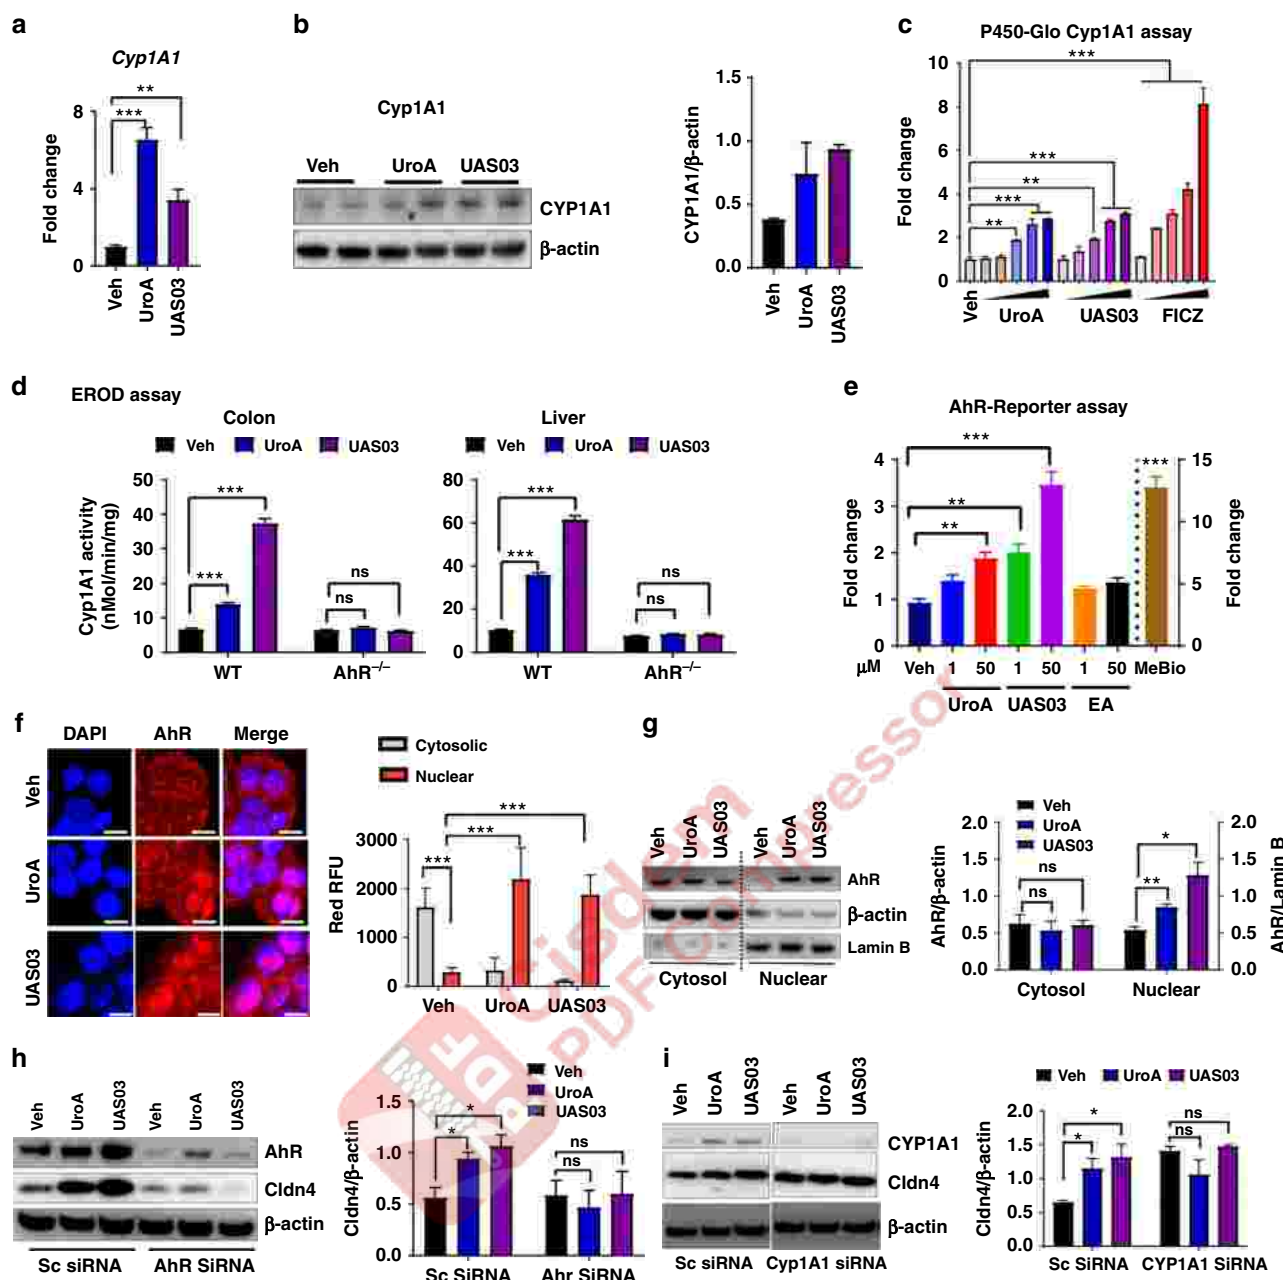 a
Cyp1A1
**
***
Fold change
8
4
0
Veh
UroA
UAS03
b
Cyp1A1
Veh UroA UAS03
CYP1A1
β-actin
CYP1A1/β-actin
1.5
1.0
0.5
0.0
Veh
UroA
UAS03
c
P450-Glo Cyp1A1 assay
***
***
**
***
**
Fold change
10
8
6
4
2
0
Veh UroA UAS03 FICZ
d
EROD assay
Colon
Veh UroA UAS03
Cyp1A1 activity
(nMol/min/mg)
50
40
30
20
10
0
***
***
ns
ns
WT AhR–/–
Liver
Veh UroA UAS03
80
60
40
20
0
***
***
ns
ns
WT AhR–/–
e
AhR-Reporter assay
***
**
**
***
Fold change
4
3
2
1
0
15
10
5
0
Fold change
μM Veh 1 50 1 50 1 50 MeBio
UroA UAS03 EA
f
DAPI AhR Merge
Veh
UroA
UAS03
Cytosolic
Nuclear
***
***
***
Red RFU
3000
2000
1000
0
Veh UroA UAS03
g
Veh UroA UAS03 Veh UroA UAS03
AhR
β-actin
Lamin B
Cytosol Nuclear
Veh
UroA
UAS03
AhR/β-actin
2.0
1.5
1.0
0.5
0.0
ns
ns
*
**
2.0
1.5
1.0
0.5
0.0
AhR/Lamin B
Cytosol Nuclear
h
Veh UroA UAS03 Veh UroA UAS03
AhR
Cldn4
β-actin
Sc siRNA AhR SiRNA
Veh
UroA
UAS03
Cldn4/β-actin
1.5
1.0
0.5
0.0
*
*
ns
ns
Sc SiRNA Ahr SiRNA
i
Veh UroA UAS03 Veh UroA UAS03
CYP1A1
Cldn4
β-actin
Sc siRNA Cyp1A1 siRNA
Veh UroA UAS03
Cldn4/β-actin
2.0
1.5
1.0
0.5
0.0
*
*
ns
ns
Sc SiRNA CYP1A1 SiRNA
Cisdem
PDF Compressor
PDF